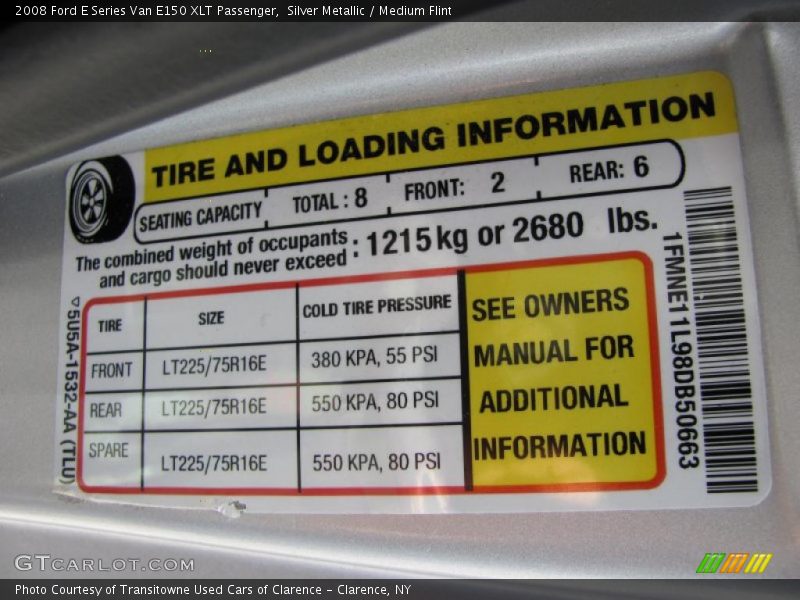 2008 Ford E Series Van E150 XLT Passenger, Silver Metallic / Medium Flint
TIRE AND LOADING INFORMATION
SEATING CAPACITY TOTAL : 8 FRONT: 2 REAR: 6
The combined weight of occupants
and cargo should never exceed : 1215 kg or 2680 lbs.
TIRE SIZE COLD TIRE PRESSURE
FRONT LT225/75R16E 380 KPA, 55 PSI
REAR LT225/75R16E 550 KPA, 80 PSI
SPARE LT225/75R16E 550 KPA, 80 PSI
SEE OWNERS
MANUAL FOR
ADDITIONAL
INFORMATION
5U5A-1532-AA (TLU)
1FMNE11L98DB50663
GTCARLOT.COM
Photo Courtesy of Transitowne Used Cars of Clarence – Clarence, NY